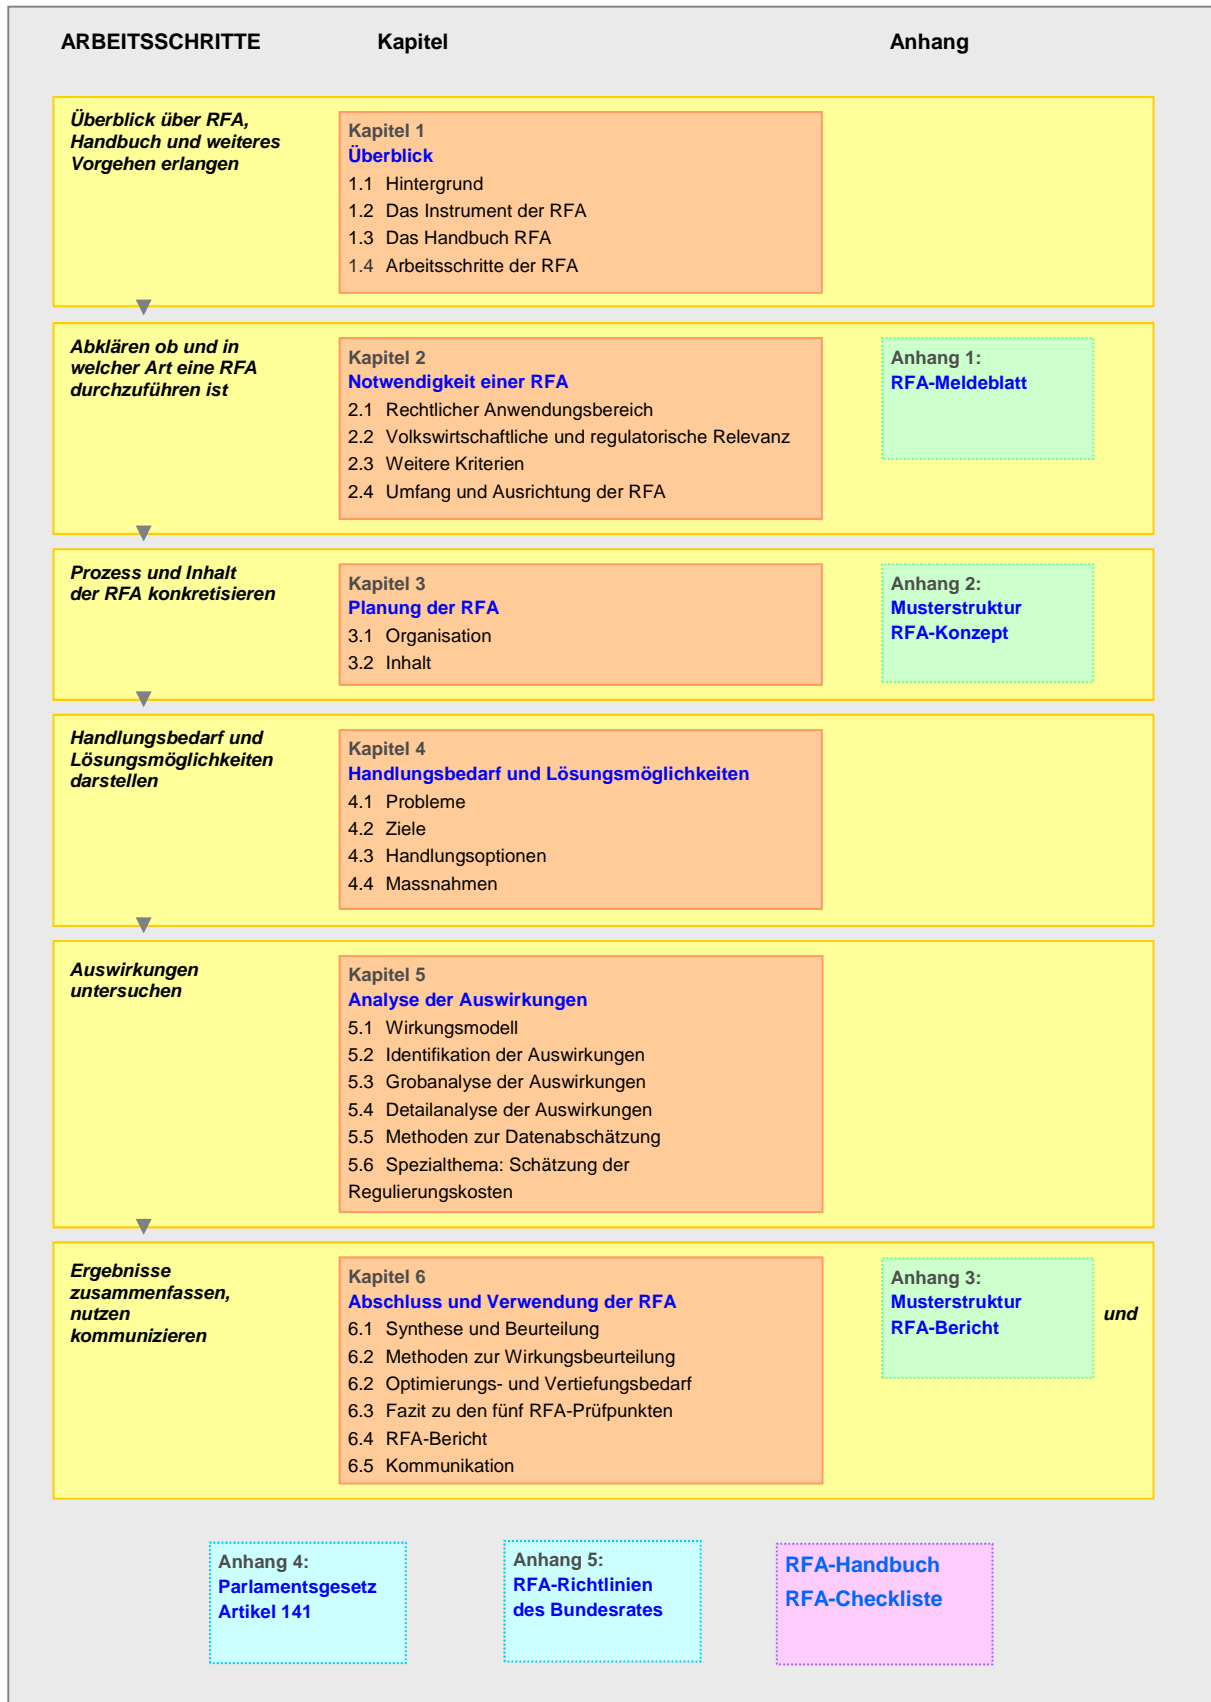 ARBEITSSCHRITTE
Kapitel
Anhang
Überblick über RFA,
Handbuch und weiteres
Vorgehen erlangen
Kapitel 1
Überblick
1.1 Hintergrund
1.2 Das Instrument der RFA
1.3 Das Handbuch RFA
1.4 Arbeitsschritte der RFA
Abklären ob und in
welcher Art eine RFA
durchzuführen ist
Kapitel 2
Notwendigkeit einer RFA
2.1 Rechtlicher Anwendungsbereich
2.2 Volkswirtschaftliche und regulatorische Relevanz
2.3 Weitere Kriterien
2.4 Umfang und Ausrichtung der RFA
Anhang 1:
RFA-Meldeblatt
Prozess und Inhalt
der RFA konkretisieren
Kapitel 3
Planung der RFA
3.1 Organisation
3.2 Inhalt
Anhang 2:
Musterstruktur
RFA-Konzept
Handlungsbedarf und
Lösungsmöglichkeiten
darstellen
Kapitel 4
Handlungsbedarf und Lösungsmöglichkeiten
4.1 Probleme
4.2 Ziele
4.3 Handlungsoptionen
4.4 Massnahmen
Auswirkungen
untersuchen
Kapitel 5
Analyse der Auswirkungen
5.1 Wirkungsmodell
5.2 Identifikation der Auswirkungen
5.3 Grobanalyse der Auswirkungen
5.4 Detailanalyse der Auswirkungen
5.5 Methoden zur Datenabschätzung
5.6 Spezialthema: Schätzung der
Regulierungskosten
Ergebnisse
zusammenfassen,
nutzen
kommunizieren
Kapitel 6
Abschluss und Verwendung der RFA
6.1 Synthese und Beurteilung
6.2 Methoden zur Wirkungsbeurteilung
6.2 Optimierungs- und Vertiefungsbedarf
6.3 Fazit zu den fünf RFA-Prüfpunkten
6.4 RFA-Bericht
6.5 Kommunikation
Anhang 3:
Musterstruktur
RFA-Bericht
und
Anhang 4:
Parlamentsgesetz
Artikel 141
Anhang 5:
RFA-Richtlinien
des Bundesrates
RFA-Handbuch
RFA-Checkliste